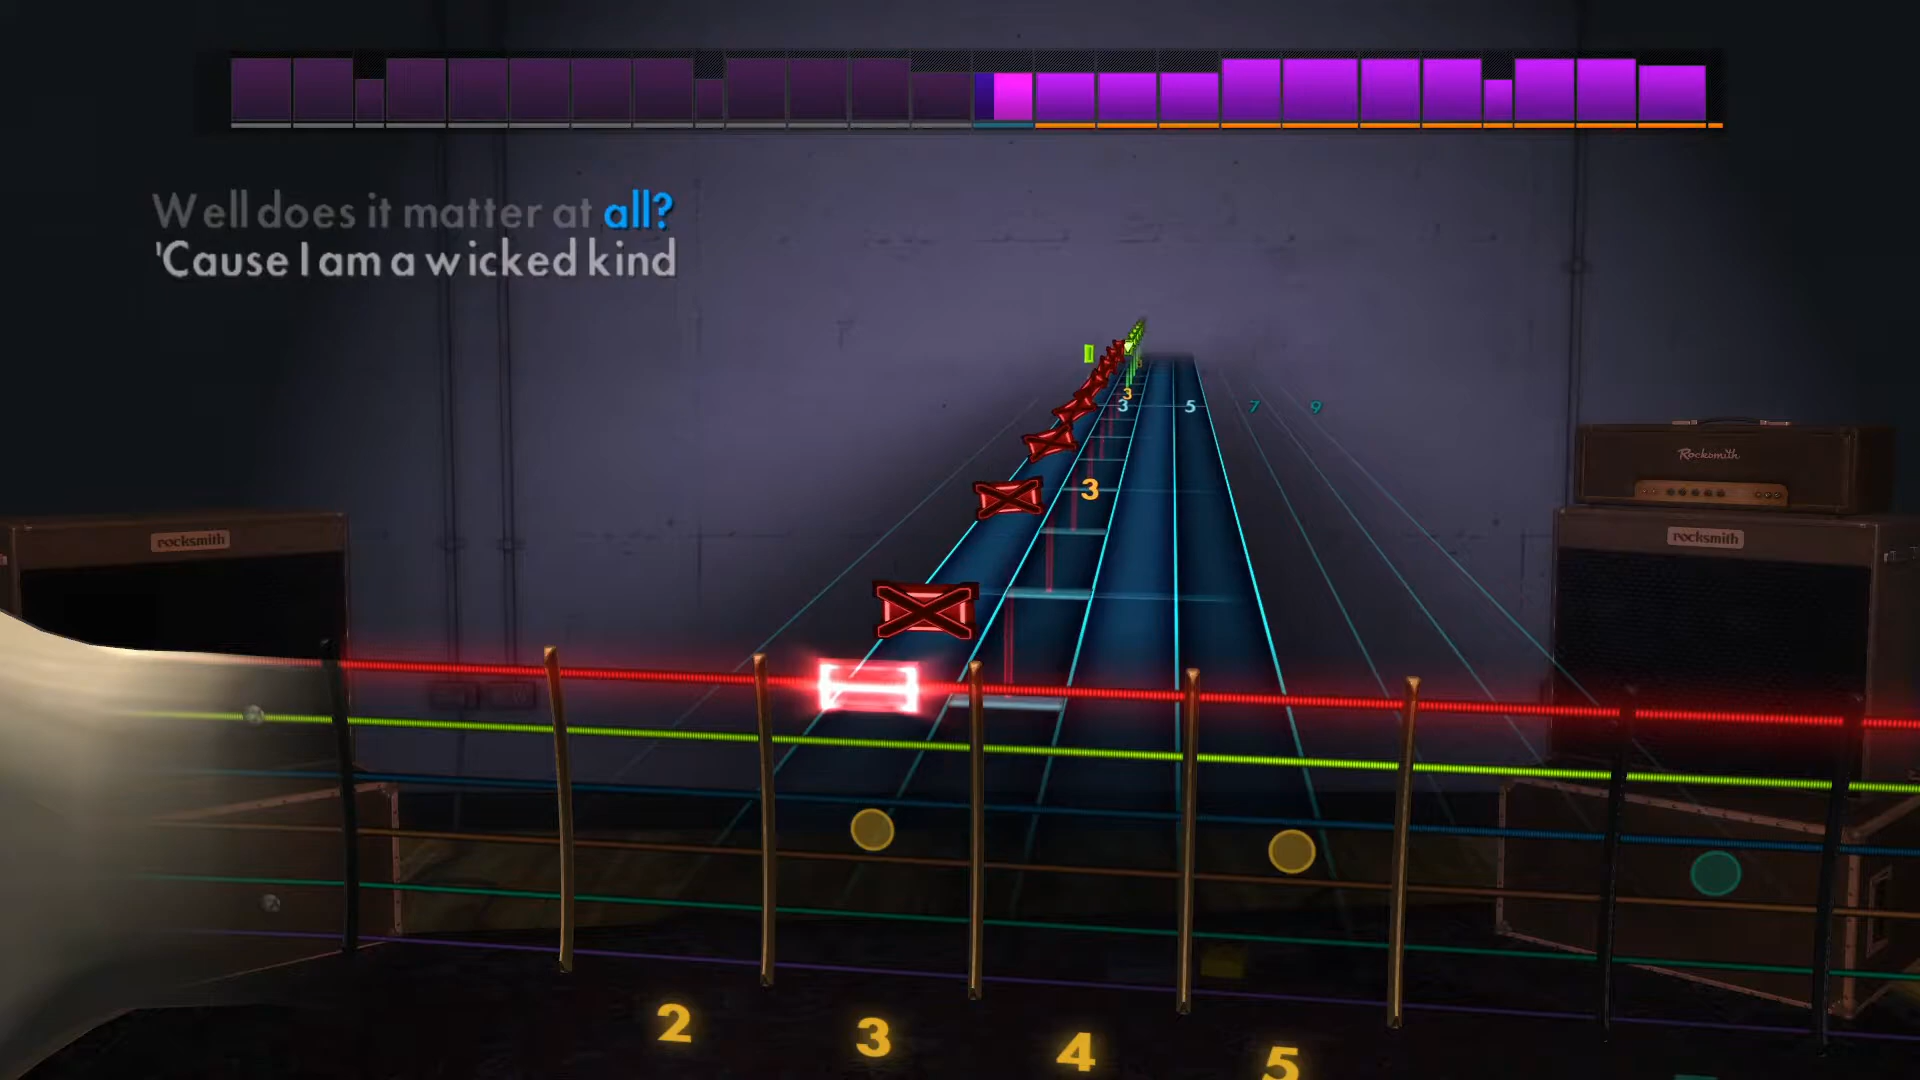 Well does it matter at all?
'Cause I am a wicked kind
3
3
3
5
7
9
Rocksmith
rocksmith
rocksmith
2
3
4
5